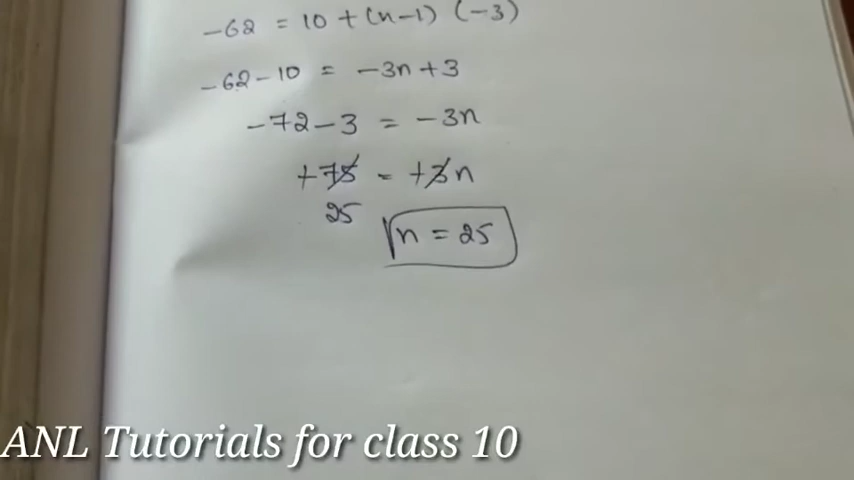 -62 = 10 + (n-1) (-3)
-62-10 = -3n+3
-72-3 = -3n
+75 = +3n
25
n = 25
ANL Tutorials for class 10